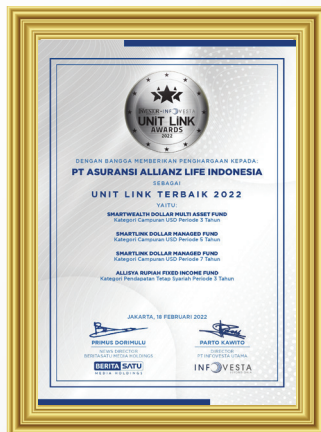 INVESTOR-INFOVESTA
UNIT LINK
AWARDS
2022
DENGAN BANGGA MEMBERIKAN PENGHARGAAN KEPADA:
PT ASURANSI ALLIANZ LIFE INDONESIA
SEBAGAI
UNIT LINK TERBAIK 2022
YAITU:
SMARTWEALTH DOLLAR MULTI ASSET FUND
Kategori Campuran USD Periode 3 Tahun
SMARTLINK DOLLAR MANAGED FUND
Kategori Campuran USD Periode 5 Tahun
SMARTLINK DOLLAR MANAGED FUND
Kategori Campuran USD Periode 7 Tahun
ALLISYA RUPIAH FIXED INCOME FUND
Kategori Pendapatan Tetap Syariah Periode 3 Tahun
JAKARTA, 18 FEBRUARI 2022
PRIMUS DORIMULU
NEWS DIRECTOR
BERITASATU MEDIA HOLDINGS
BERITA SATU
MEDIA HOLDINGS
PARTO KAWITO
DIRECTOR
PT INFOVESTA UTAMA
INFOVESTA